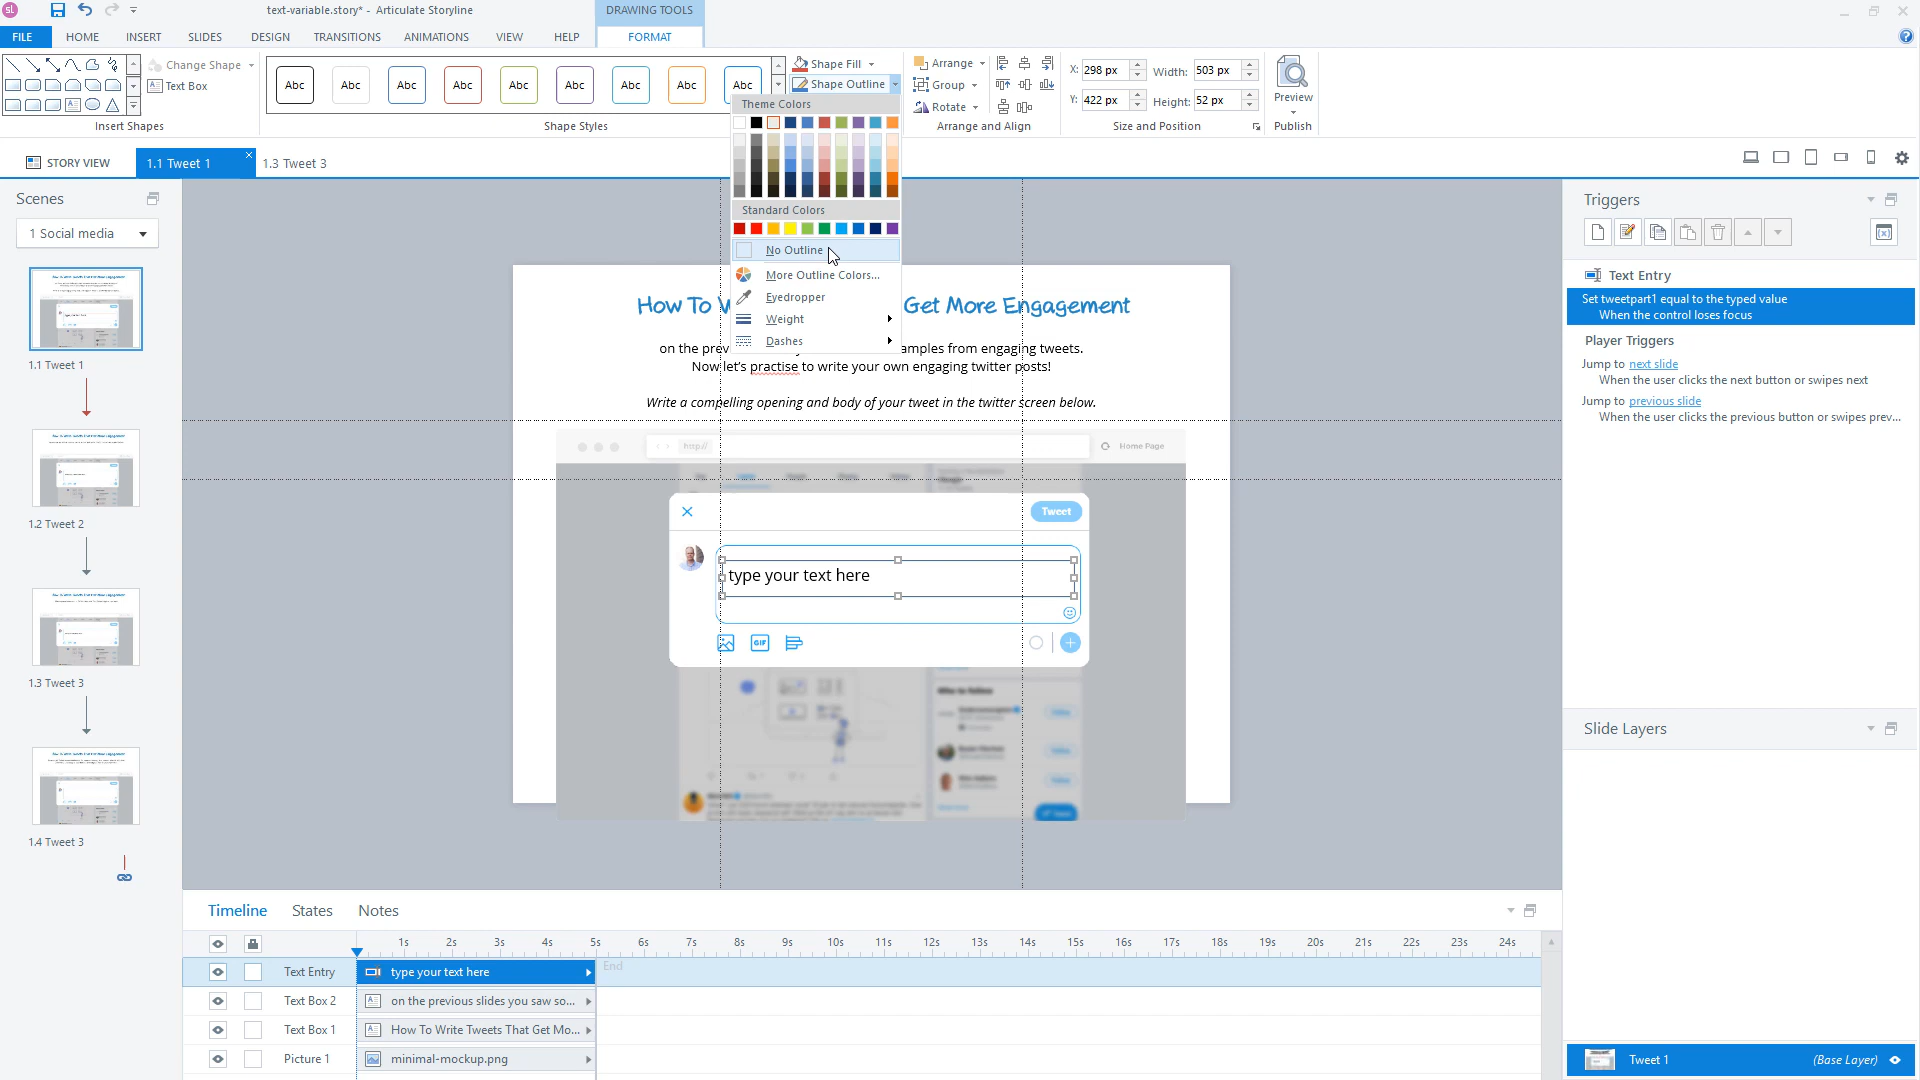 text-variable.story* - Articulate Storyline
DRAWING TOOLS
FILE
HOME
INSERT
SLIDES
DESIGN
TRANSITIONS
ANIMATIONS
VIEW
HELP
FORMAT
Change Shape
Text Box
Insert Shapes
Abc
Abc
Abc
Abc
Abc
Abc
Abc
Abc
Abc
Shape Styles
Shape Fill
Shape Outline
Arrange
Group
Rotate
Arrange and Align
X: 298 px
Y: 422 px
Width: 503 px
Height: 52 px
Size and Position
Preview
Publish
Theme Colors
Standard Colors
No Outline
More Outline Colors...
Eyedropper
Weight
Dashes
STORY VIEW
1.1 Tweet 1
1.3 Tweet 3
Scenes
1 Social media
1.1 Tweet 1
1.2 Tweet 2
1.3 Tweet 3
1.4 Tweet 3
How To W
Get More Engagement
on the prev
amples from engaging tweets.
Now let's practise to write your own engaging twitter posts!
Write a compelling opening and body of your tweet in the twitter screen below.
http://
Home Page
Tweet
type your text here
GIF
Who to follow
Triggers
Text Entry
Set tweetpart1 equal to the typed value
When the control loses focus
Player Triggers
Jump to next slide
When the user clicks the next button or swipes next
Jump to previous slide
When the user clicks the previous button or swipes prev...
Slide Layers
Tweet 1
(Base Layer)
Timeline
States
Notes
1s 2s 3s 4s 5s 6s 7s 8s 9s 10s 11s 12s 13s 14s 15s 16s 17s 18s 19s 20s 21s 22s 23s 24s
Text Entry
type your text here
End
Text Box 2
on the previous slides you saw so...
Text Box 1
How To Write Tweets That Get Mo...
Picture 1
minimal-mockup.png